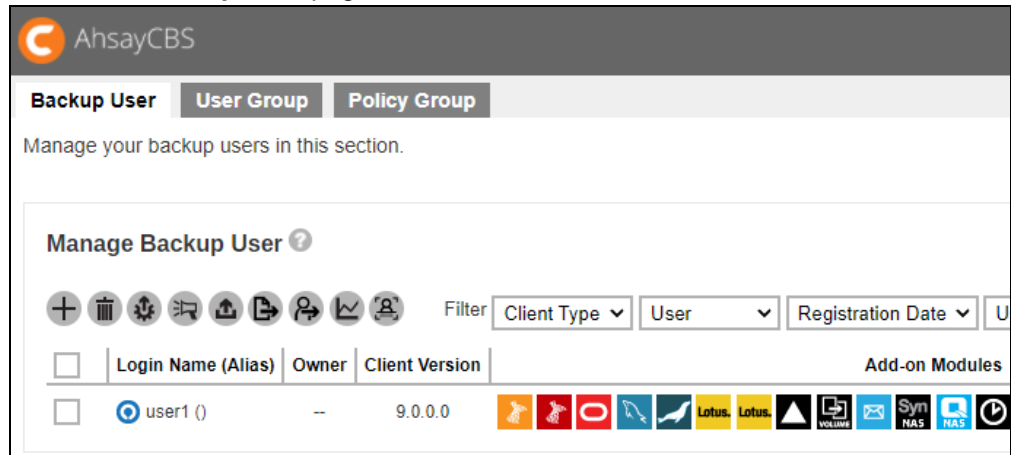 AhsayCBS
Backup User User Group Policy Group
Manage your backup users in this section.
Manage Backup User ?
Filter Client Type User Registration Date U
Login Name (Alias) Owner Client Version Add-on Modules
user1 () -- 9.0.0.0 Lotus. Lotus. VOLUME Syn NAS NAS